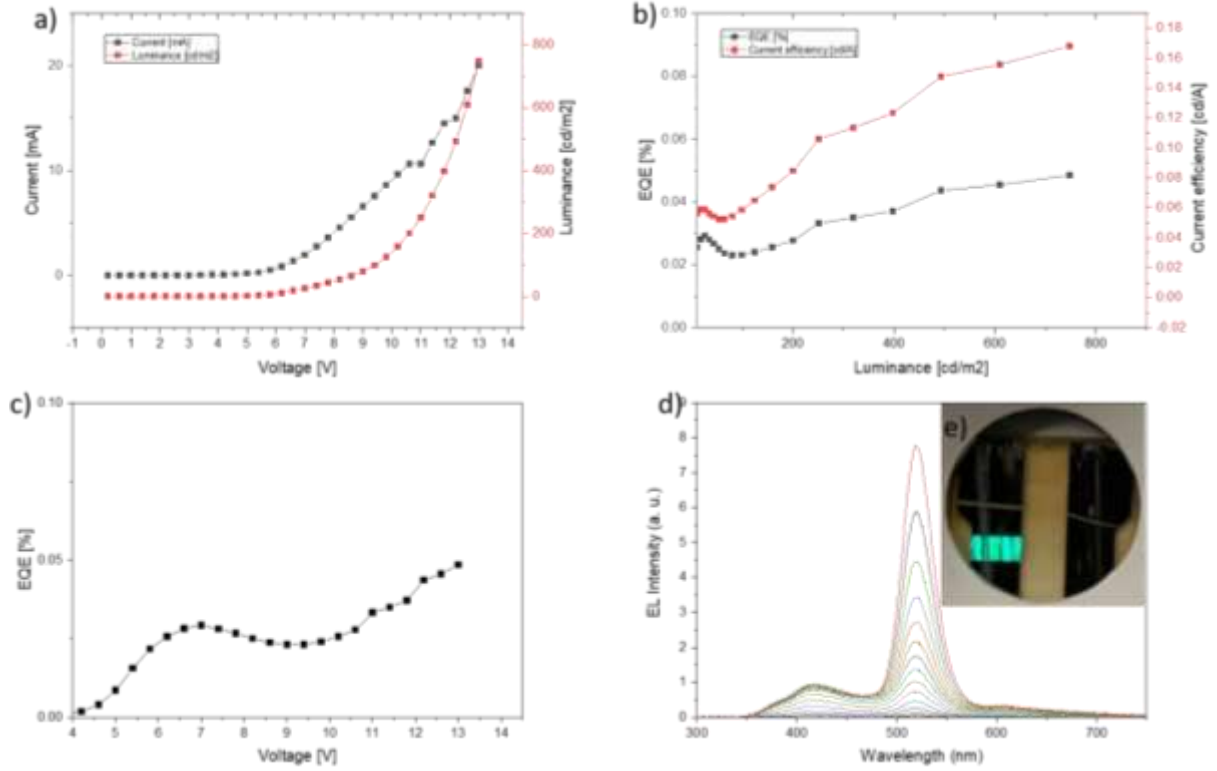 a)
Current [mA]
Luminance [cd/m2]
Current [mA]
20
10
0
Luminance [cd/m2]
800
600
400
200
0
-1 0 1 2 3 4 5 6 7 8 9 10 11 12 13 14
Voltage [V]
b)
EQE [%]
Current efficiency [cd/A]
EQE [%]
0.10
0.08
0.06
0.04
0.02
0.00
Current efficiency [cd/A]
0.18
0.16
0.14
0.12
0.10
0.08
0.06
0.04
0.02
0.00
-0.02
200 400 600 800
Luminance [cd/m2]
c)
EQE [%]
0.10
0.05
0.00
4 5 6 7 8 9 10 11 12 13 14
Voltage [V]
d)
EL Intensity (a. u.)
9
8
7
6
5
4
3
2
1
0
300 400 500 600 700
Wavelength (nm)
e)